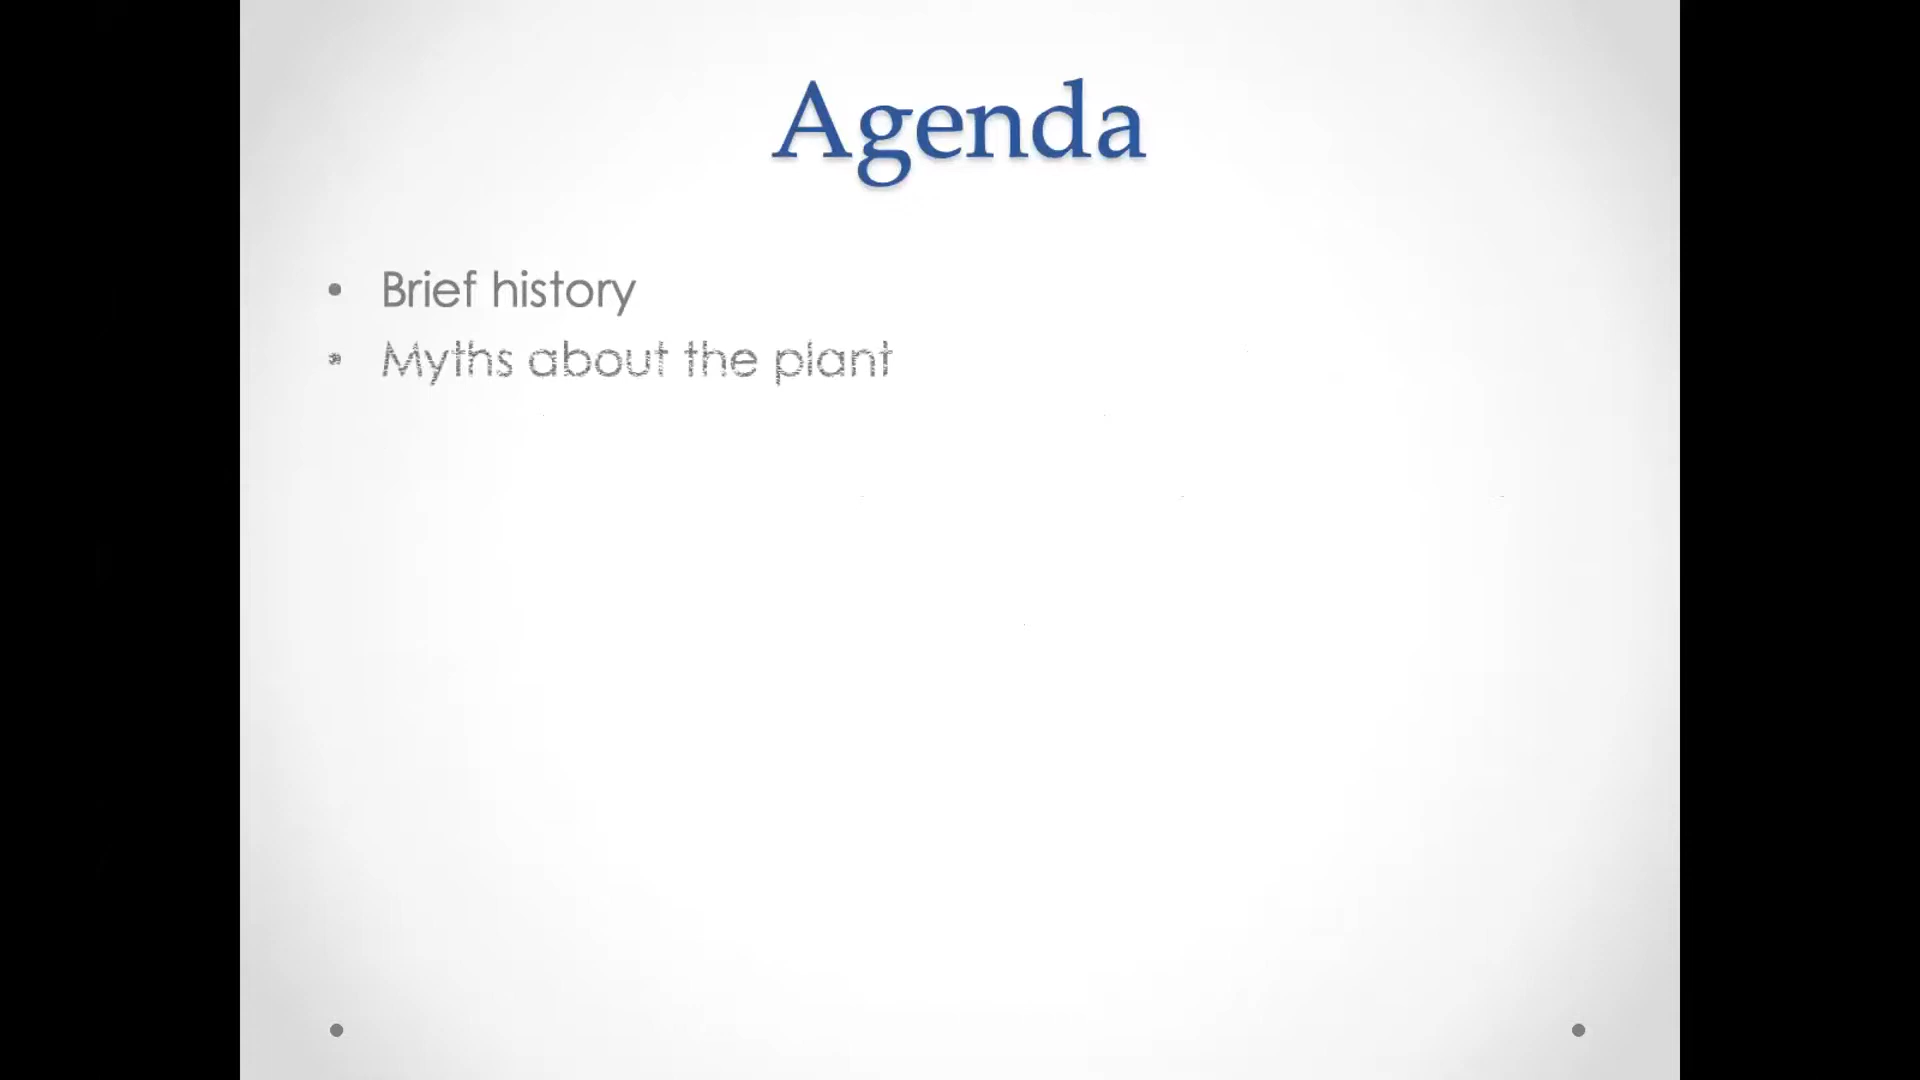 Agenda
• Brief history
• Myths about the plant